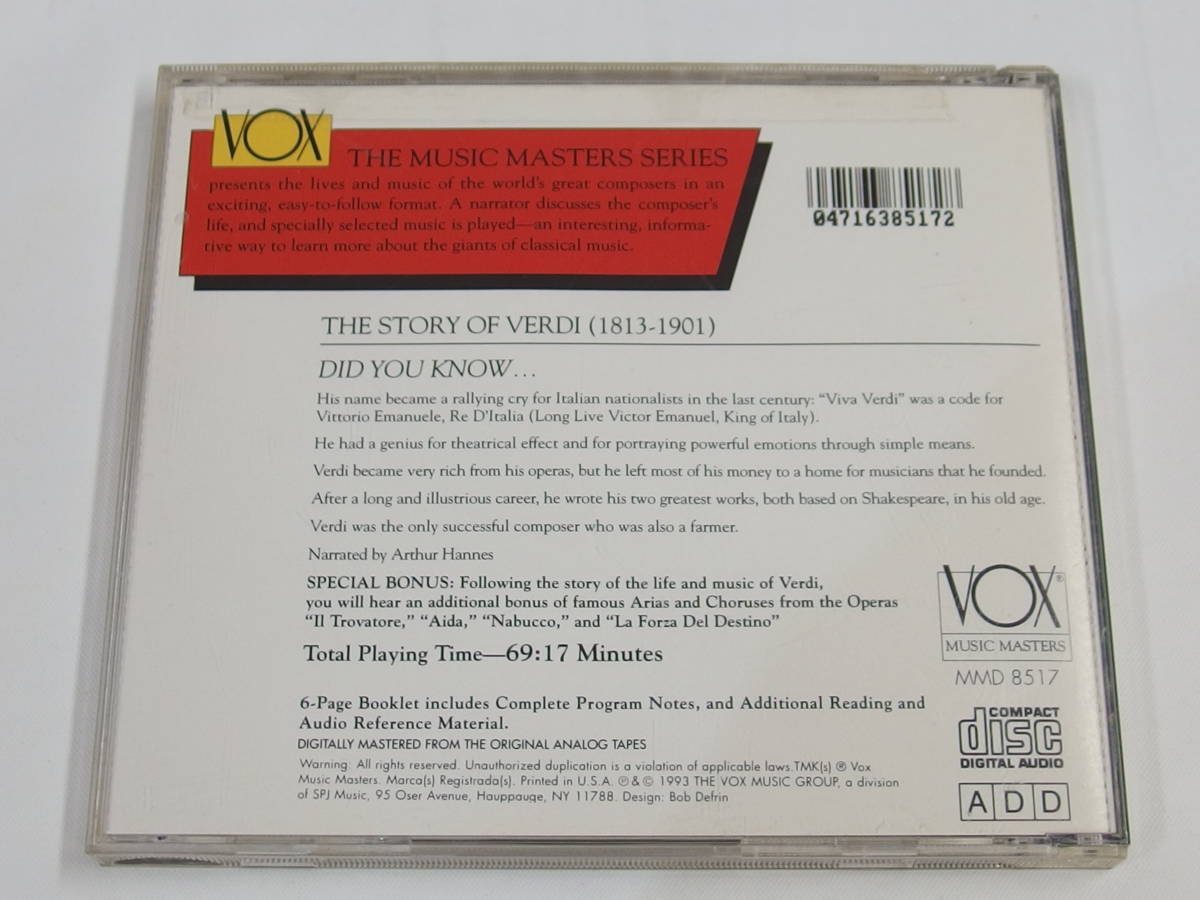 VOX
THE MUSIC MASTERS SERIES
presents the lives and music of the world's great composers in an
exciting, easy-to-follow format. A narrator discusses the composer's
life, and specially selected music is played—an interesting, informa-
tive way to learn more about the giants of classical music.
04716385172
THE STORY OF VERDI (1813-1901)
DID YOU KNOW...
His name became a rallying cry for Italian nationalists in the last century: "Viva Verdi" was a code for
Vittorio Emanuele, Re D'Italia (Long Live Victor Emanuel, King of Italy).
He had a genius for theatrical effect and for portraying powerful emotions through simple means.
Verdi became very rich from his operas, but he left most of his money to a home for musicians that he founded.
After a long and illustrious career, he wrote his two greatest works, both based on Shakespeare, in his old age.
Verdi was the only successful composer who was also a farmer.
Narrated by Arthur Hannes
SPECIAL BONUS: Following the story of the life and music of Verdi,
you will hear an additional bonus of famous Arias and Choruses from the Operas
"Il Trovatore," "Aida," "Nabucco," and "La Forza Del Destino"
Total Playing Time—69:17 Minutes
6-Page Booklet includes Complete Program Notes, and Additional Reading and
Audio Reference Material.
DIGITALLY MASTERED FROM THE ORIGINAL ANALOG TAPES
Warning: All rights reserved. Unauthorized duplication is a violation of applicable laws.TMK(s) ® Vox
Music Masters. Marca(s) Registrada(s). Printed in U.S.A. ℗&© 1993 THE VOX MUSIC GROUP, a division
of SPJ Music, 95 Oser Avenue, Hauppauge, NY 11788. Design: Bob Defrin
VOX®
MUSIC MASTERS
MMD 8517
COMPACT
disc
DIGITAL AUDIO
A D D